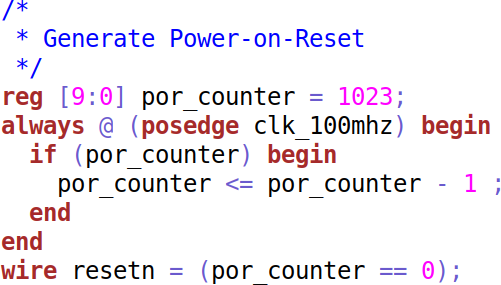 /*
 * Generate Power-on-Reset
 */
reg [9:0] por_counter = 1023;
always @ (posedge clk_100mhz) begin
  if (por_counter) begin
    por_counter <= por_counter - 1 ;
  end
end
wire resetn = (por_counter == 0);